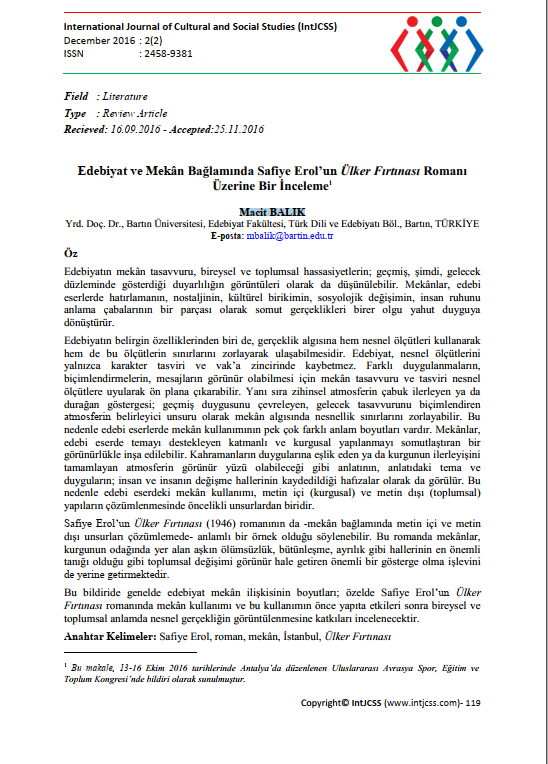 International Journal of Cultural and Social Studies (IntJCSS)
December 2016 : 2(2)
ISSN : 2458-9381
Field : Literature
Type : Review Article
Recieved: 16.09.2016 - Accepted:25.11.2016
Edebiyat ve Mekân Bağlamında Safiye Erol’un Ülker Fırtınası Romanı
Üzerine Bir İnceleme¹
Macit BALIK
Yrd. Doç. Dr., Bartın Üniversitesi, Edebiyat Fakültesi, Türk Dili ve Edebiyatı Böl., Bartın, TÜRKİYE
E-posta: mbalik@bartin.edu.tr
Öz
Edebiyatın mekân tasavvuru, bireysel ve toplumsal hassasiyetlerin; geçmiş, şimdi, gelecek
düzleminde gösterdiği duyarlılığın görüntüleri olarak da düşünülebilir. Mekânlar, edebi
eserlerde hatırlamanın, nostaljinin, kültürel birikimin, sosyolojik değişimin, insan ruhunu
anlama çabalarının bir parçası olarak somut gerçeklikleri birer olgu yahut duyguya
dönüştürür.
Edebiyatın belirgin özelliklerinden biri de, gerçeklik algısına hem nesnel ölçütleri kullanarak
hem de bu ölçütlerin sınırlarını zorlayarak ulaşabilmesidir. Edebiyat, nesnel ölçütlerini
yalnızca karakter tasviri ve vak’a zincirinde kaybetmez. Farklı duygulanmaların,
biçimlendirmelerin, mesajların görünür olabilmesi için mekân tasavvuru ve tasviri nesnel
ölçütlere uyularak ön plana çıkarabilir. Yanı sıra zihinsel atmosferin çabuk ilerleyen ya da
durağan göstergesi; geçmiş duygusunu çevreleyen, gelecek tasavvurunu biçimlendiren
atmosferin belirleyici unsuru olarak mekân algısında nesnellik sınırlarını zorlayabilir. Bu
nedenle edebi eserlerde mekân kullanımının pek çok farklı anlam boyutları vardır. Mekânlar,
edebi eserde temayı destekleyen katmanlı ve kurgusal yapılanmayı somutlaştıran bir
görünürlükle inşa edilebilir. Kahramanların duygularına eşlik eden ya da kurgunun ilerleyişini
tamamlayan atmosferin görünür yüzü olabileceği gibi anlatının, anlatıdaki tema ve
duyguların; insan ve insanın değişme hallerinin kaydedildiği hafızalar olarak da görülür. Bu
nedenle edebi eserdeki mekân kullanımı, metin içi (kurgusal) ve metin dışı (toplumsal)
yapıların çözümlenmesinde öncelikli unsurlardan biridir.
Safiye Erol’un Ülker Fırtınası (1946) romanının da -mekân bağlamında metin içi ve metin
dışı unsurları çözümlemede- anlamlı bir örnek olduğu söylenebilir. Bu romanda mekânlar,
kurgunun odağında yer alan aşkın ölümsüzlük, bütünleşme, ayrılık gibi hallerinin en önemli
tanığı olduğu gibi toplumsal değişimi görünür hale getiren önemli bir gösterge olma işlevini
de yerine getirmektedir.
Bu bildiride genelde edebiyat mekân ilişkisinin boyutları; özelde Safiye Erol’un Ülker
Fırtınası romanında mekân kullanımı ve bu kullanımın önce yapıta etkileri sonra bireysel ve
toplumsal anlamda nesnel gerçekliğin görüntülenmesine katkıları incelenecektir.
Anahtar Kelimeler: Safiye Erol, roman, mekân, İstanbul, Ülker Fırtınası
¹ Bu makale, 13-16 Ekim 2016 tarihlerinde Antalya’da düzenlenen Uluslararası Avrasya Spor, Eğitim ve
Toplum Kongresi’nde bildiri olarak sunulmuştur.
Copyright© IntJCSS (www.intjcss.com)- 119